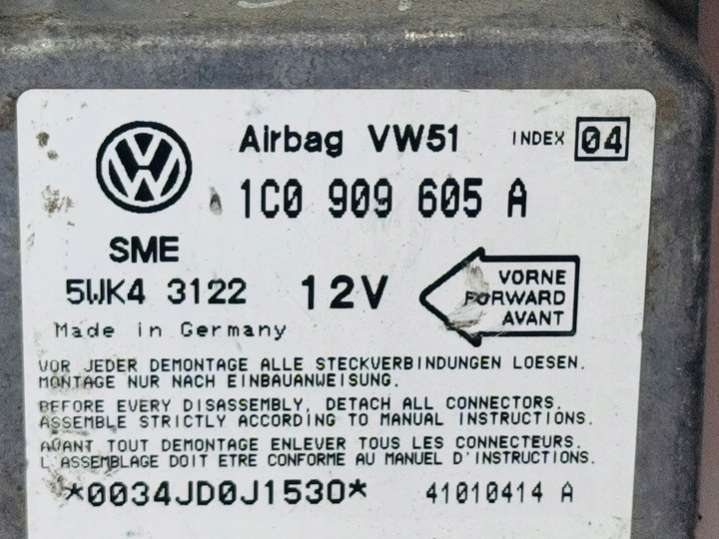 Airbag VW51 INDEX 04
1C0 909 605 A
SME
5WK4 3122 12V
VORNE
FORWARD
AVANT
Made in Germany
VOR JEDER DEMONTAGE ALLE STECKVERBINDUNGEN LOESEN.
MONTAGE NUR NACH EINBAUANWEISUNG.
BEFORE EVERY DISASSEMBLY, DETACH ALL CONNECTORS.
ASSEMBLE STRICTLY ACCORDING TO MANUAL INSTRUCTIONS.
AVANT TOUT DEMONTAGE ENLEVER TOUS LES CONNECTEURS.
L'ASSEMBLAGE DOIT ETRE CONFORME AU MANUEL D'INSTRUCTIONS.
*0034JD0J1530* 41010414 A